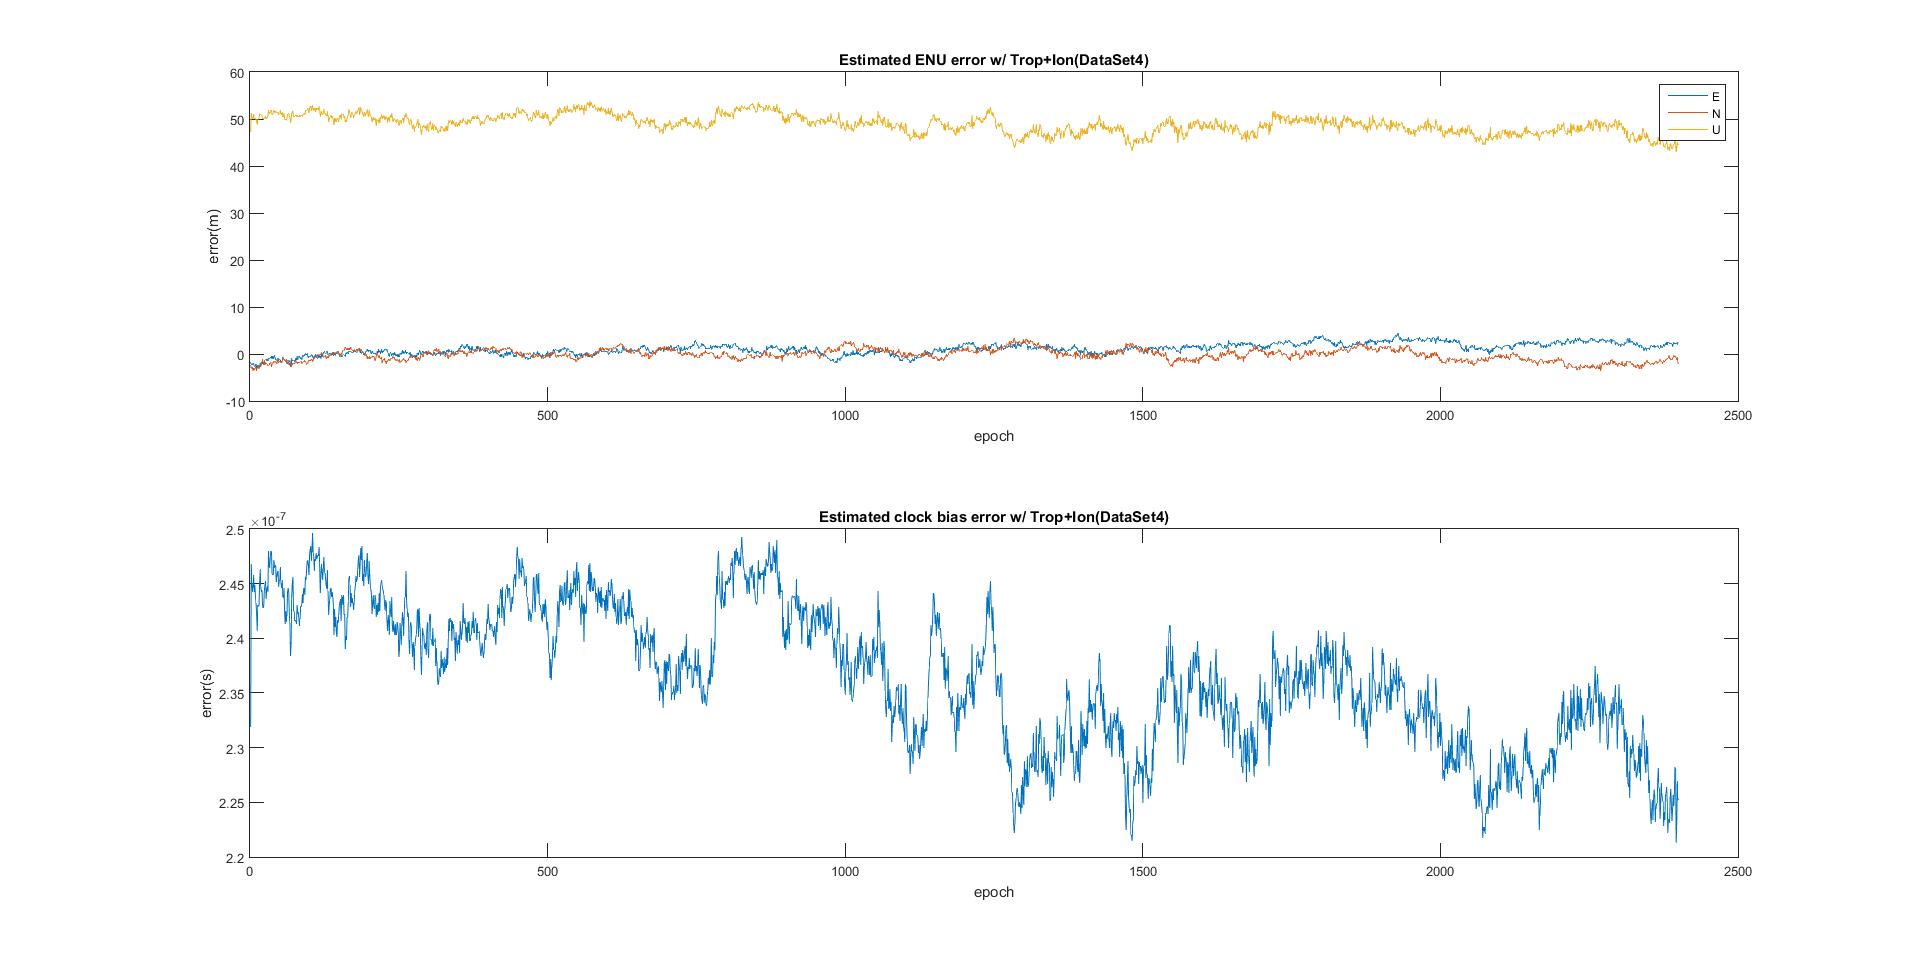 Estimated ENU error w/ Trop+Ion(DataSet4)
60
50
40
30
20
10
0
-10
error(m)
E
N
U
0 500 1000 1500 2000 2500
epoch
Estimated clock bias error w/ Trop+Ion(DataSet4)
×10-7
2.5
2.45
2.4
2.35
2.3
2.25
2.2
error(s)
0 500 1000 1500 2000 2500
epoch